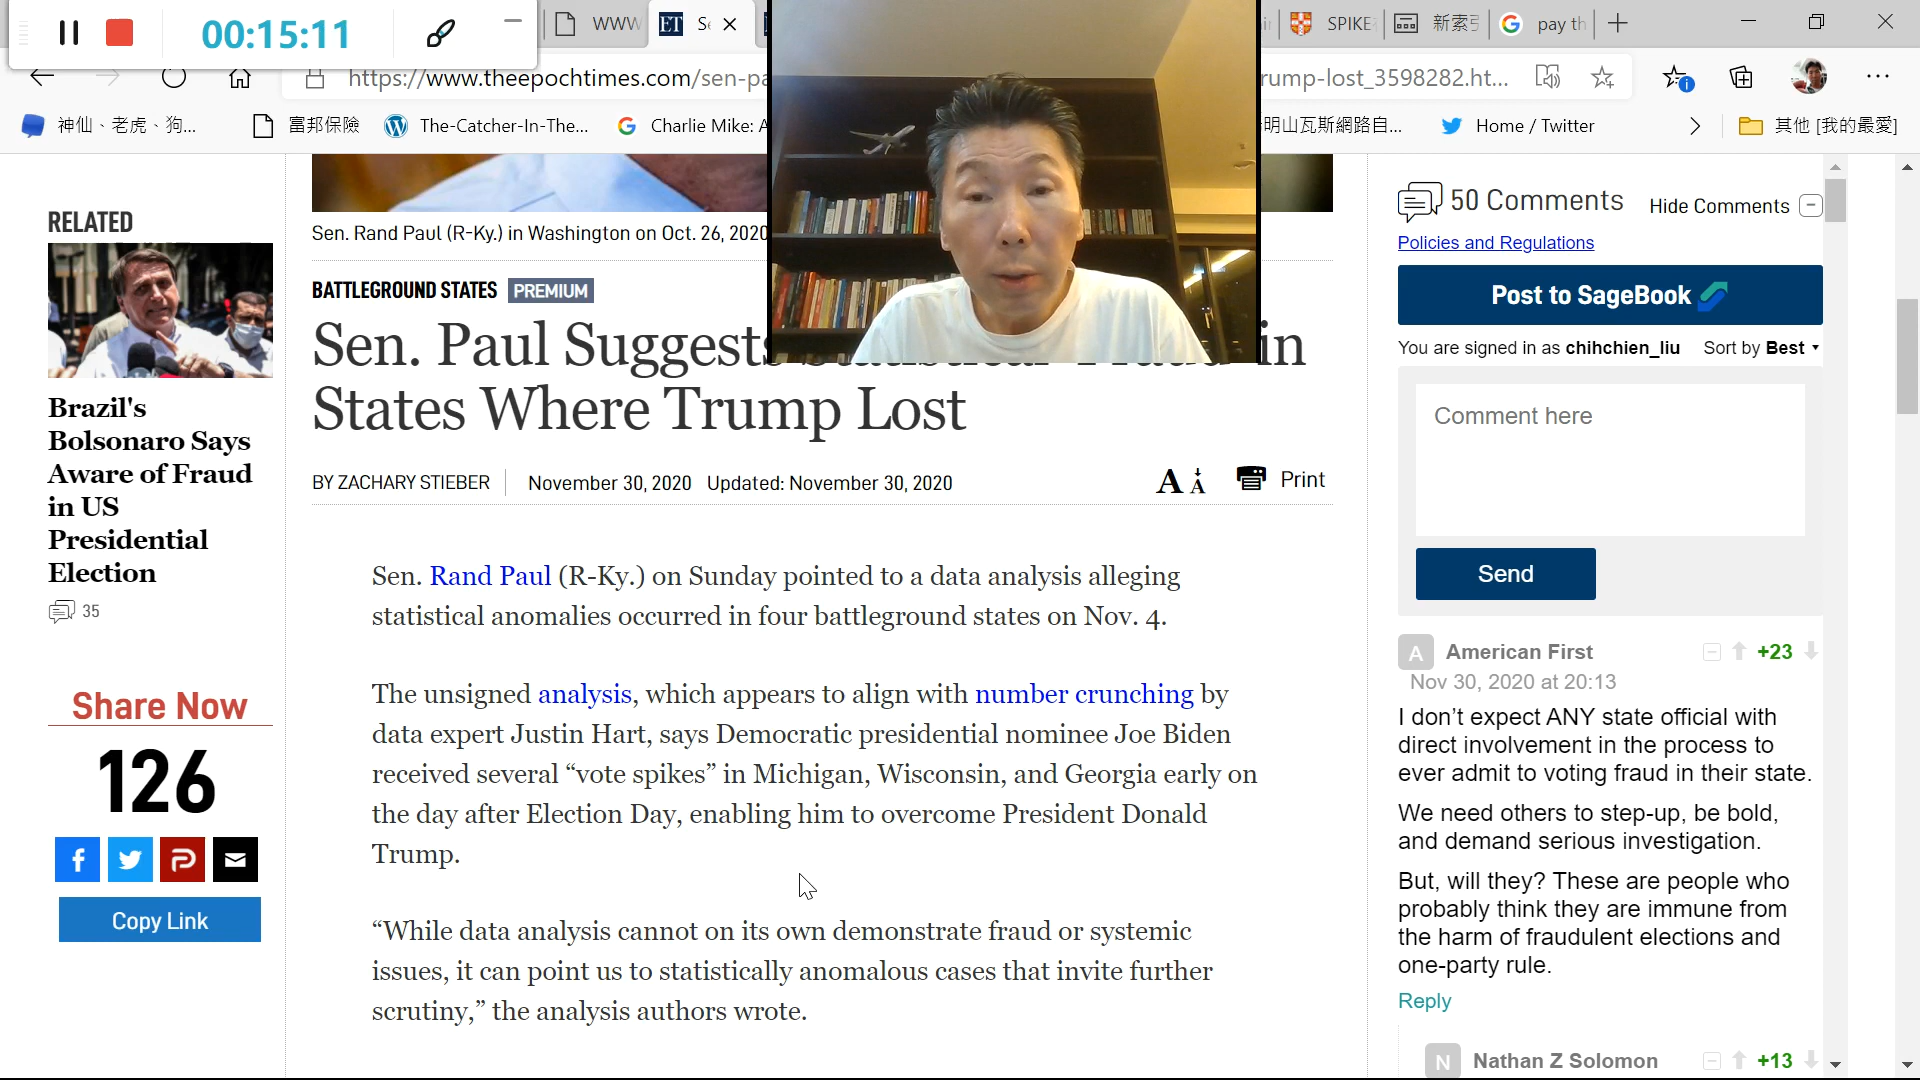 00:15:11
WWW
ET
pay th
SPIKE
https://www.theepochtimes.com/sen-pa
rump-lost_3598282.ht...
神仙、老虎、狗...
富邦保險
The-Catcher-In-The...
Charlie Mike: A
明山瓦斯網路自...
Home / Twitter
其他 [我的最愛]
RELATED
Brazil's
Bolsonaro Says
Aware of Fraud
in US
Presidential
Election
35
Share Now
126
Copy Link
Sen. Rand Paul (R-Ky.) in Washington on Oct. 26, 2020
BATTLEGROUND STATES PREMIUM
Sen. Paul Suggests in
States Where Trump Lost
BY ZACHARY STIEBER November 30, 2020 Updated: November 30, 2020
Print
Sen. Rand Paul (R-Ky.) on Sunday pointed to a data analysis alleging
statistical anomalies occurred in four battleground states on Nov. 4.
The unsigned analysis, which appears to align with number crunching by
data expert Justin Hart, says Democratic presidential nominee Joe Biden
received several “vote spikes” in Michigan, Wisconsin, and Georgia early on
the day after Election Day, enabling him to overcome President Donald
Trump.
“While data analysis cannot on its own demonstrate fraud or systemic
issues, it can point us to statistically anomalous cases that invite further
scrutiny,” the analysis authors wrote.
50 Comments Hide Comments
Policies and Regulations
Post to SageBook
You are signed in as chihchien_liu Sort by Best
Comment here
Send
A American First +23
Nov 30, 2020 at 20:13
I don’t expect ANY state official with
direct involvement in the process to
ever admit to voting fraud in their state.
We need others to step-up, be bold,
and demand serious investigation.
But, will they? These are people who
probably think they are immune from
the harm of fraudulent elections and
one-party rule.
Reply
N Nathan Z Solomon +13